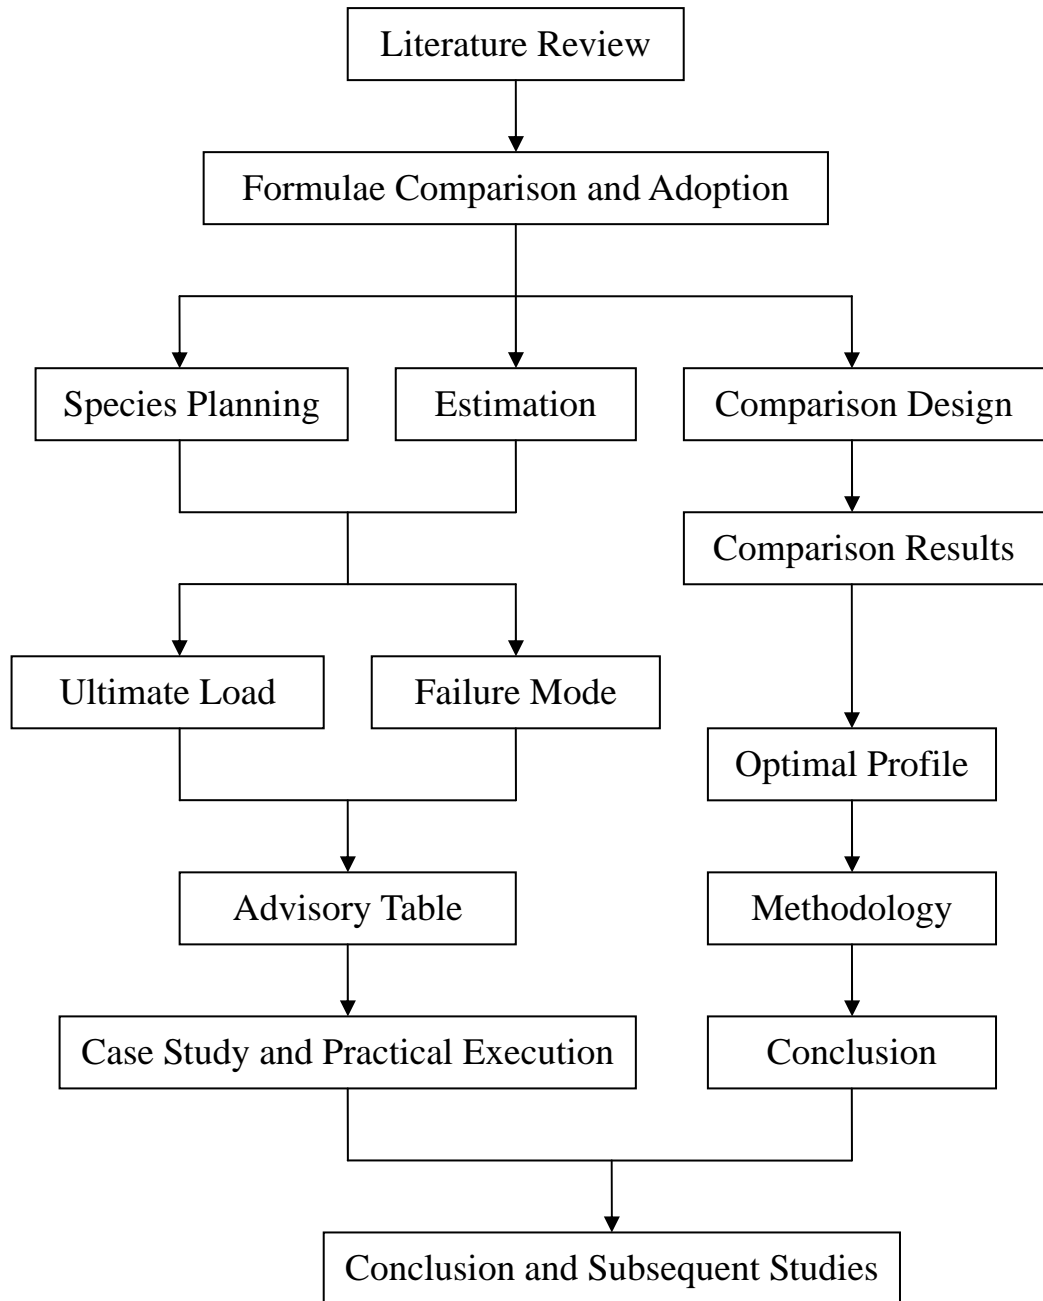 Literature Review
Formulae Comparison and Adoption
Species Planning
Estimation
Comparison Design
Comparison Results
Ultimate Load
Failure Mode
Optimal Profile
Advisory Table
Methodology
Case Study and Practical Execution
Conclusion
Conclusion and Subsequent Studies